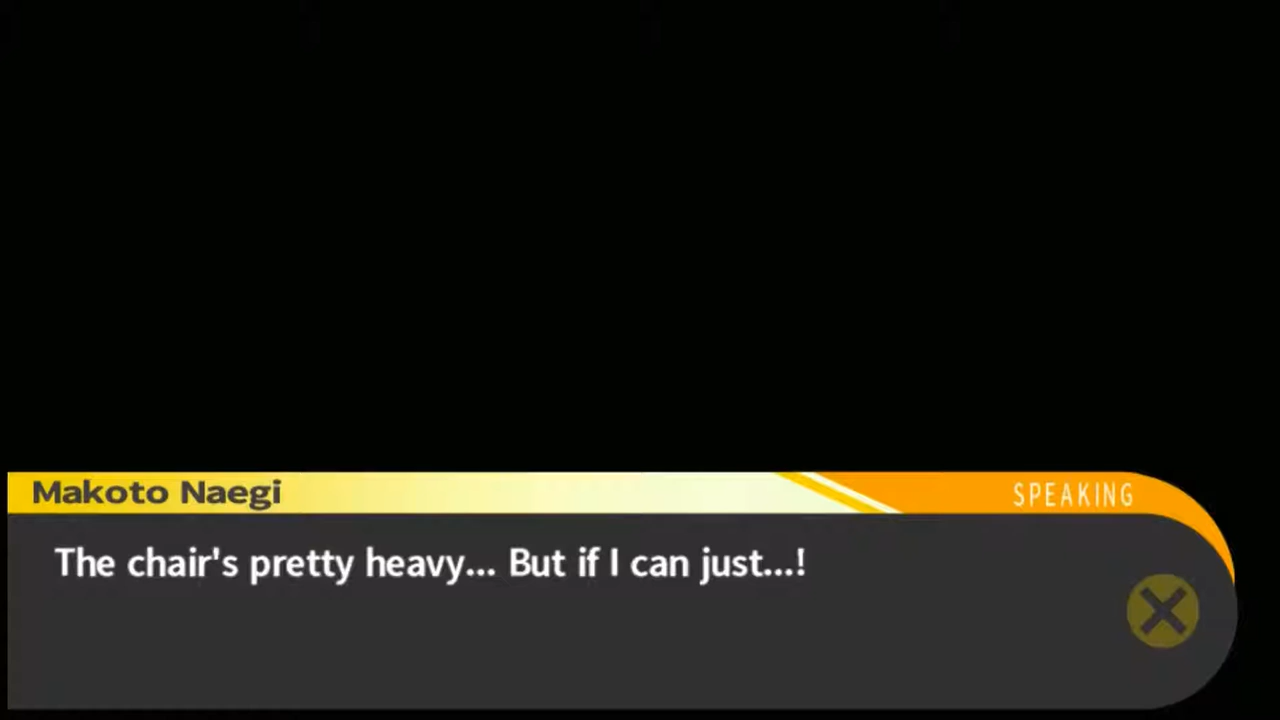 Makoto Naegi
SPEAKING
The chair's pretty heavy... But if I can just...!